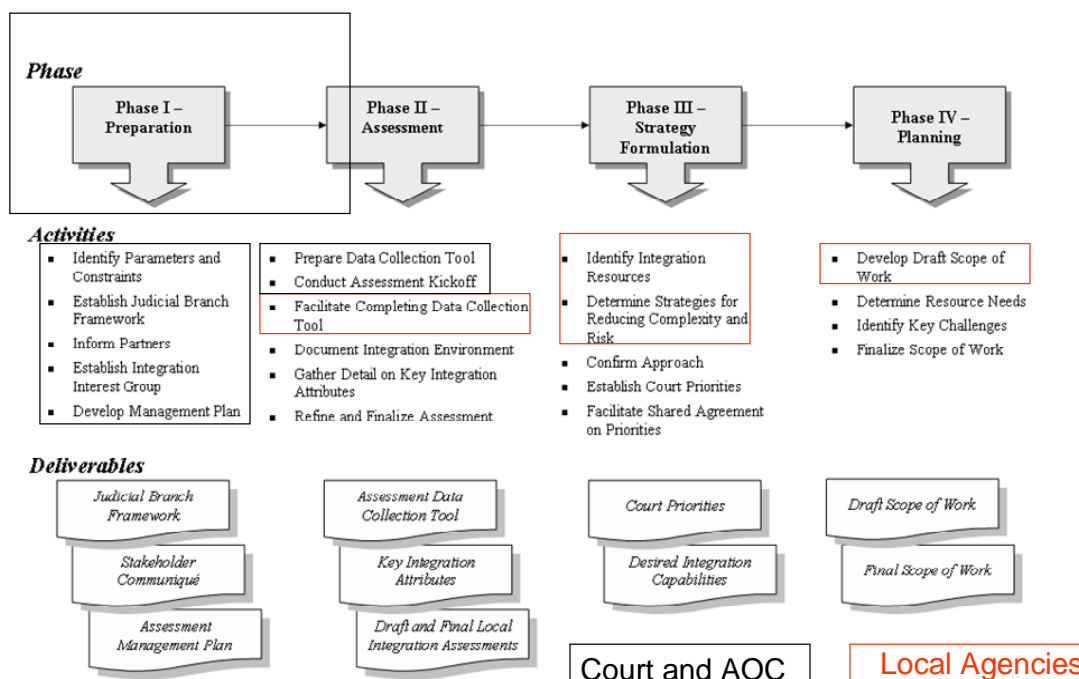 Phase
Phase I –
Preparation
Phase II –
Assessment
Phase III –
Strategy
Formulation
Phase IV –
Planning
Activities
▪ Identify Parameters and
Constraints
▪ Establish Judicial Branch
Framework
▪ Inform Partners
▪ Establish Integration
Interest Group
▪ Develop Management Plan
▪ Prepare Data Collection Tool
▪ Conduct Assessment Kickoff
▪ Facilitate Completing Data Collection
Tool
▪ Document Integration Environment
▪ Gather Detail on Key Integration
Attributes
▪ Refine and Finalize Assessment
▪ Identify Integration
Resources
▪ Determine Strategies for
Reducing Complexity and
Risk
▪ Confirm Approach
▪ Establish Court Priorities
▪ Facilitate Shared Agreement
on Priorities
▪ Develop Draft Scope of
Work
▪ Determine Resource Needs
▪ Identify Key Challenges
▪ Finalize Scope of Work
Deliverables
Judicial Branch
Framework
Stakeholder
Communiqué
Assessment
Management Plan
Assessment Data
Collection Tool
Key Integration
Attributes
Draft and Final Local
Integration Assessments
Court Priorities
Desired Integration
Capabilities
Draft Scope of Work
Final Scope of Work
Court and AOC
Local Agencies